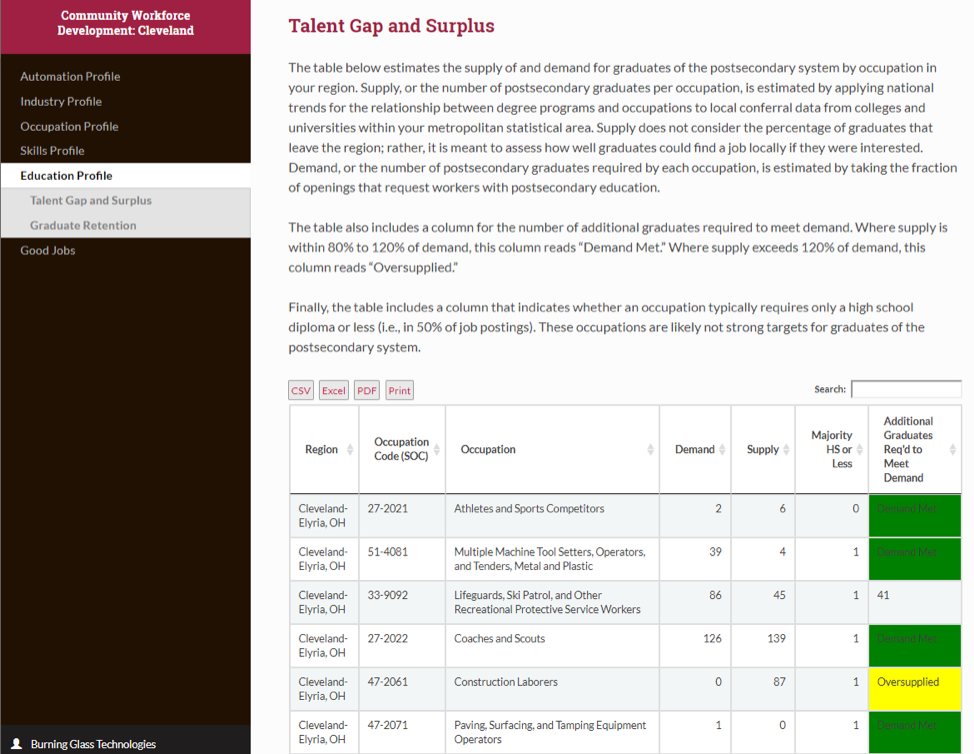 Community Workforce
Development: Cleveland
Automation Profile
Industry Profile
Occupation Profile
Skills Profile
Education Profile
Talent Gap and Surplus
Graduate Retention
Good Jobs
Burning Glass Technologies
Talent Gap and Surplus
The table below estimates the supply of and demand for graduates of the postsecondary system by occupation in
your region. Supply, or the number of postsecondary graduates per occupation, is estimated by applying national
trends for the relationship between degree programs and occupations to local conferral data from colleges and
universities within your metropolitan statistical area. Supply does not consider the percentage of graduates that
leave the region; rather, it is meant to assess how well graduates could find a job locally if they were interested.
Demand, or the number of postsecondary graduates required by each occupation, is estimated by taking the fraction
of openings that request workers with postsecondary education.
The table also includes a column for the number of additional graduates required to meet demand. Where supply is
within 80% to 120% of demand, this column reads “Demand Met.” Where supply exceeds 120% of demand, this
column reads “Oversupplied.”
Finally, the table includes a column that indicates whether an occupation typically requires only a high school
diploma or less (i.e., in 50% of job postings). These occupations are likely not strong targets for graduates of the
postsecondary system.
CSV Excel PDF Print Search:
Region
Occupation
Code (SOC)
Occupation
Demand
Supply
Majority
HS or
Less
Additional
Graduates
Req'd to
Meet
Demand
Cleveland- 27-2021 Athletes and Sports Competitors 2 6 0 Demand Met
Elyria, OH
Cleveland- 51-4081 Multiple Machine Tool Setters, Operators, 39 4 1 Demand Met
Elyria, OH and Tenders, Metal and Plastic
Cleveland- 33-9092 Lifeguards, Ski Patrol, and Other 86 45 1 41
Elyria, OH Recreational Protective Service Workers
Cleveland- 27-2022 Coaches and Scouts 126 139 1 Demand Met
Elyria, OH
Cleveland- 47-2061 Construction Laborers 0 87 1 Oversupplied
Elyria, OH
Cleveland- 47-2071 Paving, Surfacing, and Tamping Equipment 1 0 1 Demand Met
Elyria, OH Operators